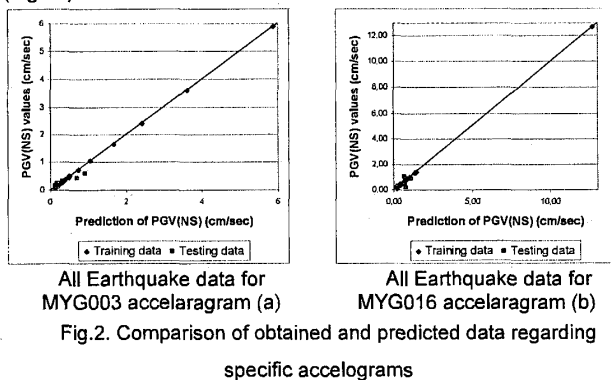 6
5
4
3
2
1
0
PGV(NS) values (cm/sec)
0 2 4 6
Prediction of PGV(NS) (cm/sec)
Training data Testing data
All Earthquake data for
MYG003 accelaragram (a)
12,00
10,00
8,00
6,00
4,00
2,00
0,00
PGV(NS) values (cm/sec)
0,00 5,00 10,00
Prediction of PGV(NS) (cm/sec)
Training data Testing data
All Earthquake data for
MYG016 accelaragram (b)
Fig.2. Comparison of obtained and predicted data regarding
specific accelograms